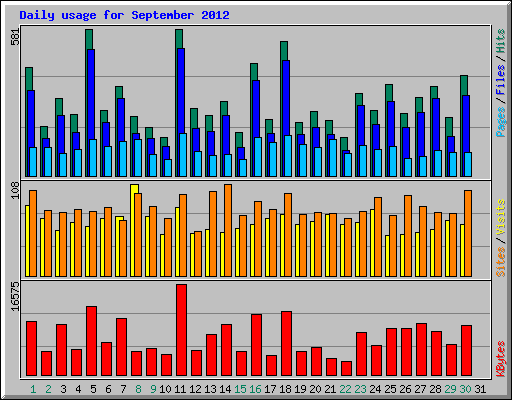 Daily usage for September 2012
581
Pages / Files / Hits
108
Sites / Visits
16575
KBytes
1 2 3 4 5 6 7 8 9 10 11 12 13 14 15 16 17 18 19 20 21 22 23 24 25 26 27 28 29 30 31